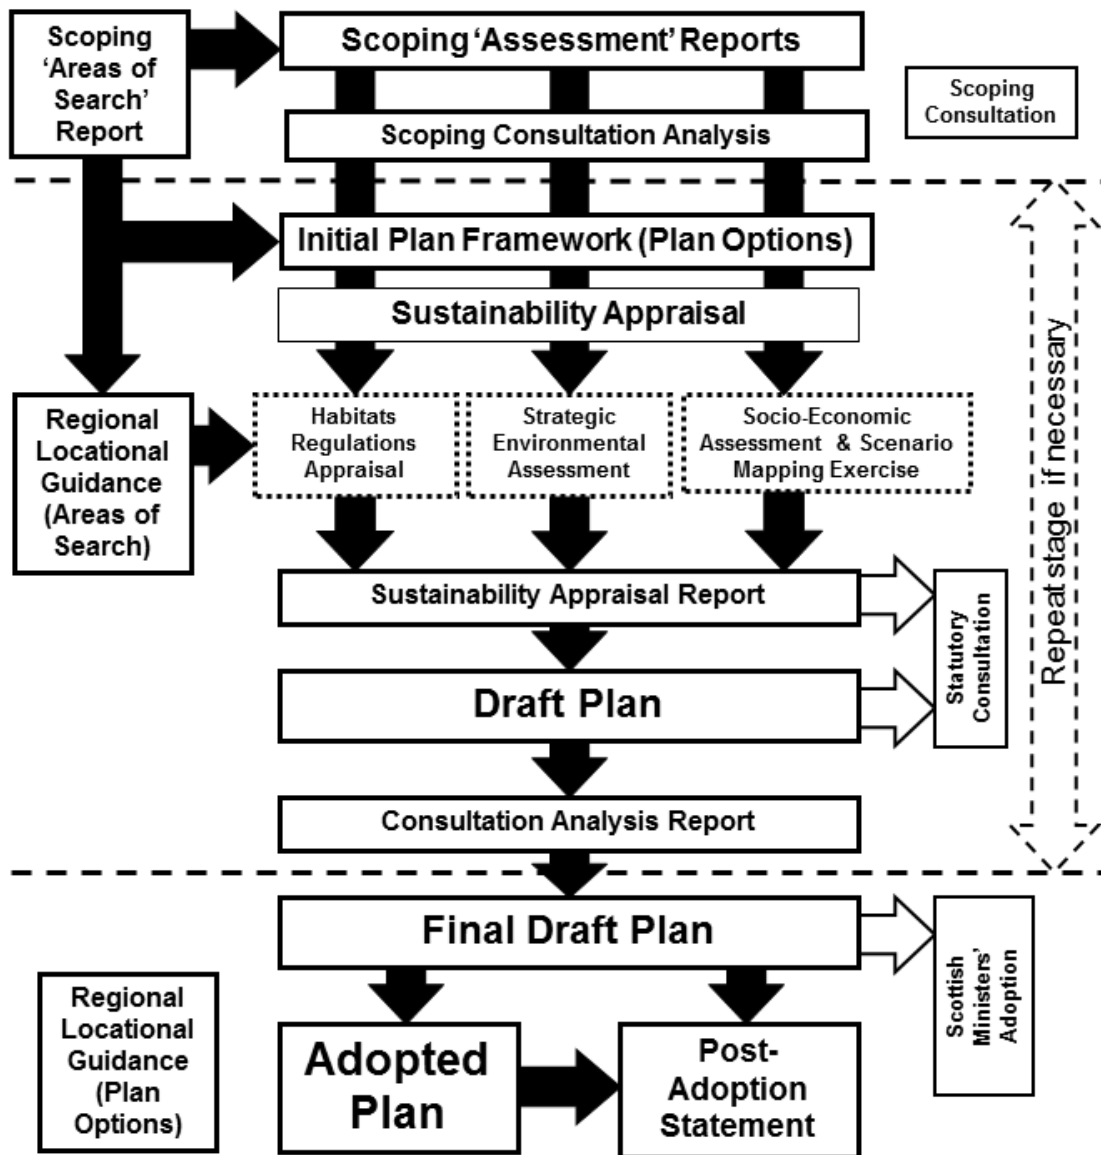 Scoping
‘Areas of
Search’
Report
Scoping ‘Assessment’ Reports
Scoping
Consultation
Scoping Consultation Analysis
Initial Plan Framework (Plan Options)
Sustainability Appraisal
Regional
Locational
Guidance
(Areas of
Search)
Habitats
Regulations
Appraisal
Strategic
Environmental
Assessment
Socio-Economic
Assessment & Scenario
Mapping Exercise
Repeat stage if necessary
Sustainability Appraisal Report
Statutory
Consultation
Draft Plan
Consultation Analysis Report
Final Draft Plan
Scottish
Ministers’
Adoption
Regional
Locational
Guidance
(Plan
Options)
Adopted
Plan
Post-
Adoption
Statement